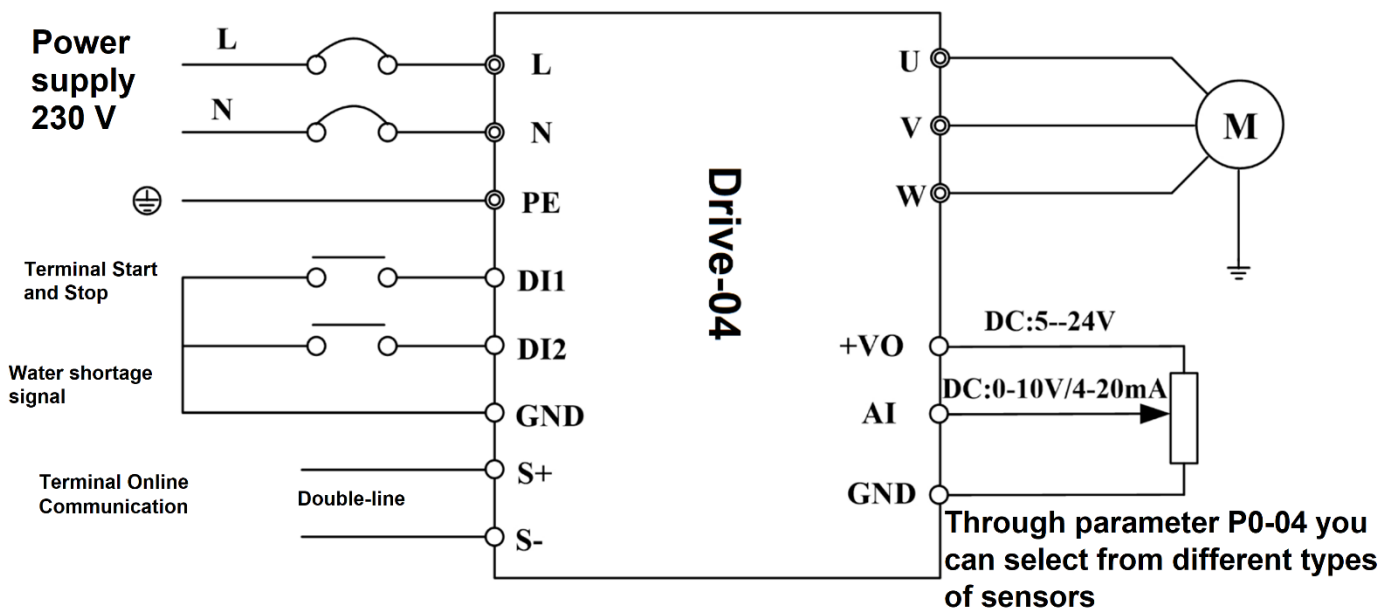 Power
supply
230 V
L
L
N
N
PE
Terminal Start
and Stop
DI1
DI2
Water shortage
signal
GND
S+
Terminal Online
Communication
Double-line
S-
Drive-04
U
V
W
M
+VO
DC:5--24V
DC:0-10V/4-20mA
AI
GND
Through parameter P0-04 you
can select from different types
of sensors